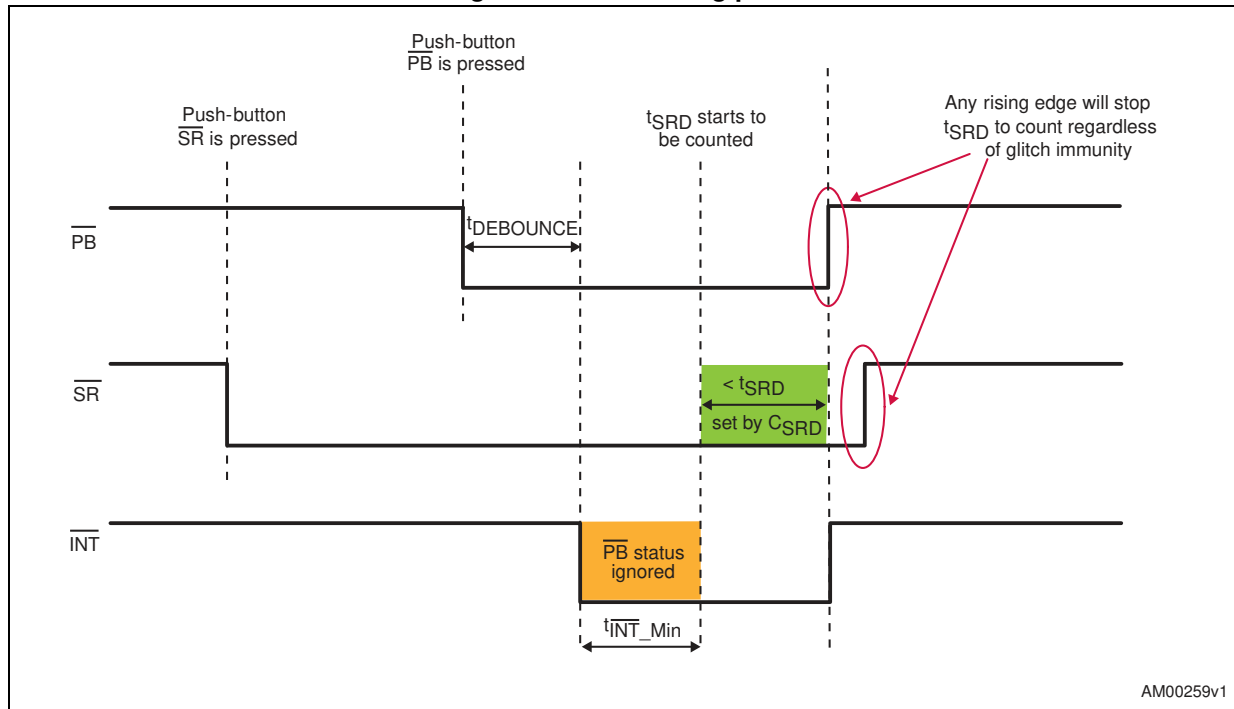 Push-button
PB is pressed
Push-button
SR is pressed
tSRD starts to
be counted
Any rising edge will stop
tSRD to count regardless
of glitch immunity
PB
tDEBOUNCE
SR
< tSRD
set by CSRD
INT
PB status
ignored
tINT_Min
AM00259v1